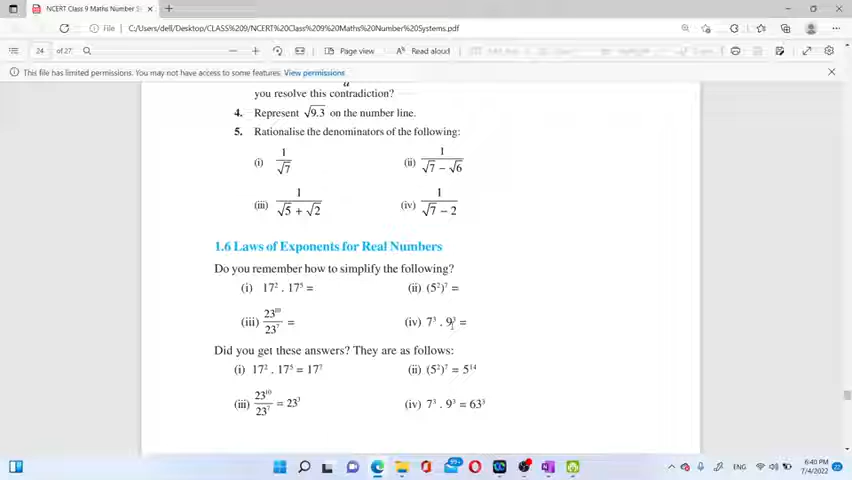 NCERT Class 9 Maths Number S
File
C:/Users/dell/Desktop/CLASS%209/NCERT%20Class%209%20Maths%20Number%20Systems.pdf
24 of 27 Page view Read aloud
This file has limited permissions. You may not have access to some features. View permissions
a
you resolve this contradiction?
4. Represent √9.3 on the number line.
5. Rationalise the denominators of the following:
(i) 1/√7 (ii) 1/(√7 − √6)
(iii) 1/(√5 + √2) (iv) 1/(√7 − 2)
1.6 Laws of Exponents for Real Numbers
Do you remember how to simplify the following?
(i) 17² . 17⁵ = (ii) (5²)⁷ =
(iii) 23¹⁰/23⁷ = (iv) 7³ . 9³ =
Did you get these answers? They are as follows:
(i) 17² . 17⁵ = 17⁷ (ii) (5²)⁷ = 5¹⁴
(iii) 23¹⁰/23⁷ = 23³ (iv) 7³ . 9³ = 63³
99+
ENG
6:40 PM
7/4/2022